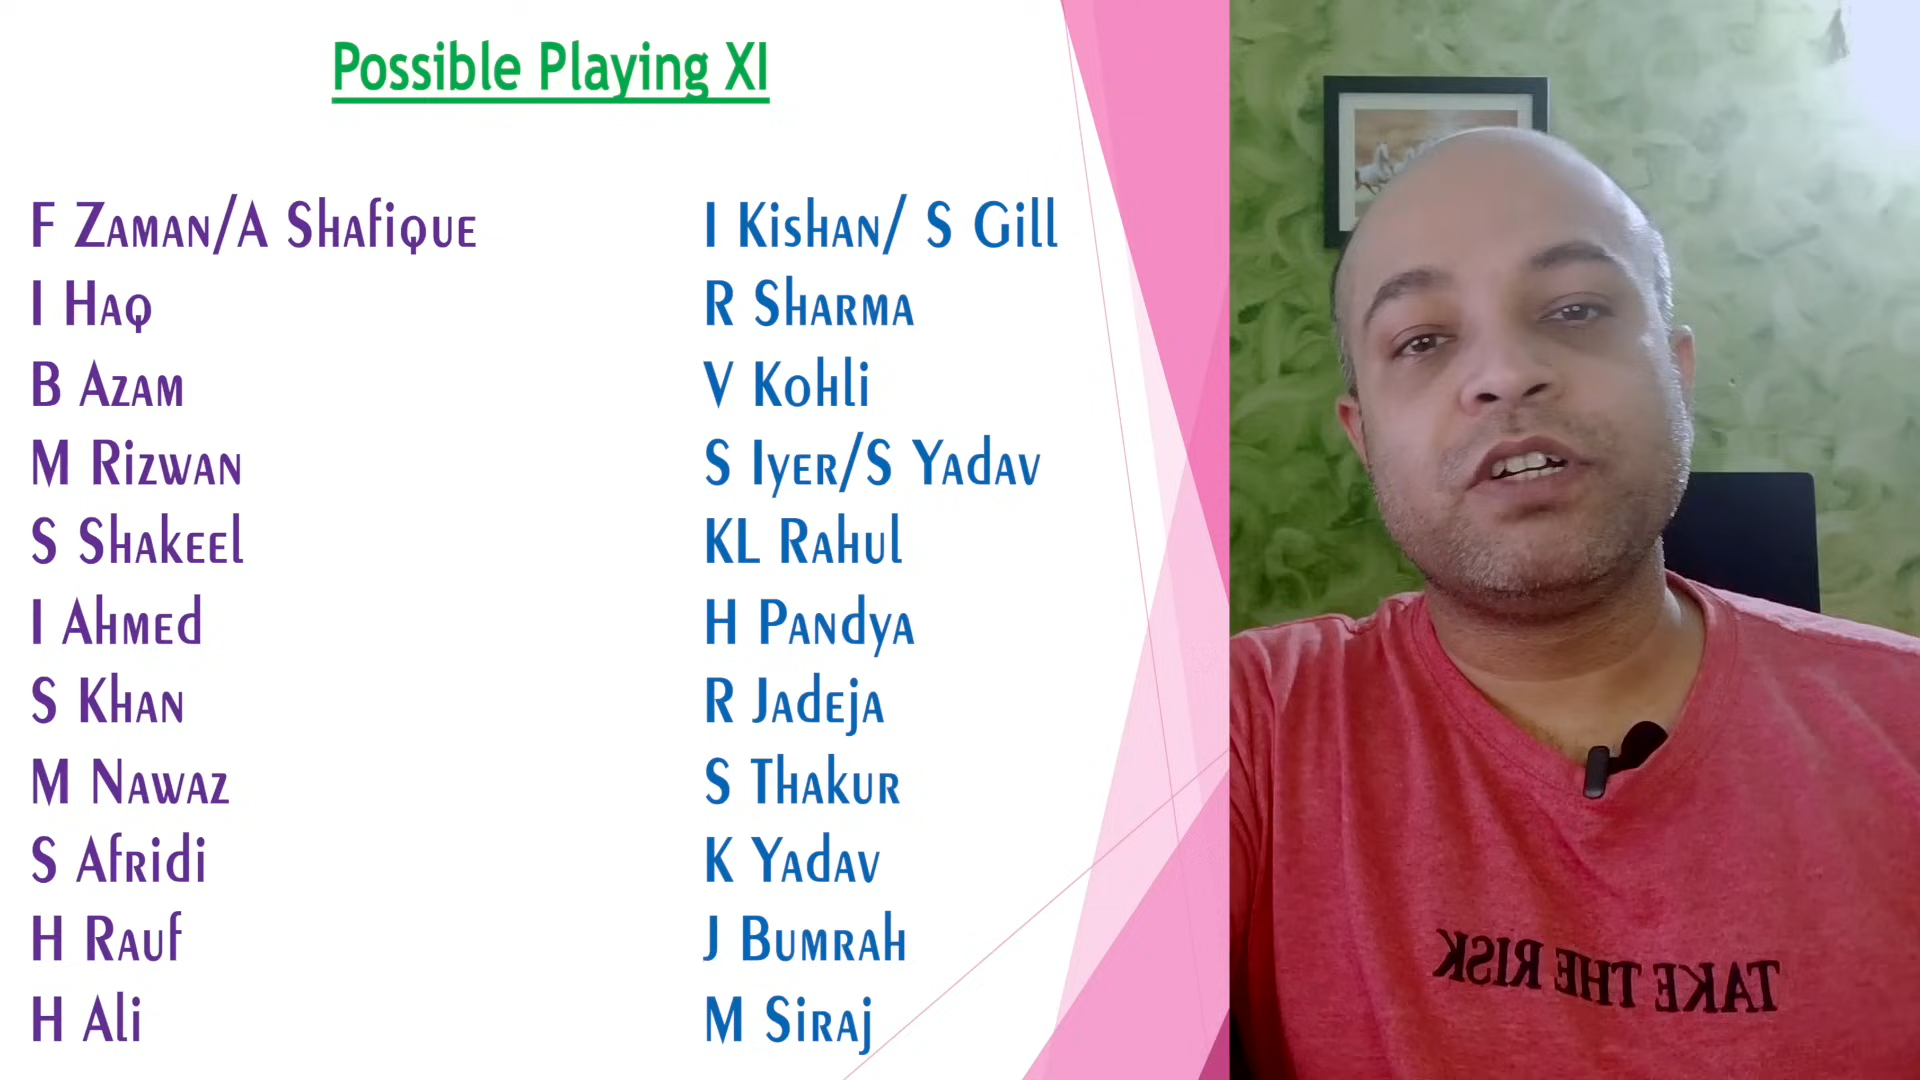 Possible Playing XI
F Zaman/A Shafique
I Haq
B Azam
M Rizwan
S Shakeel
I Ahmed
S Khan
M Nawaz
S Afridi
H Rauf
H Ali
I Kishan/ S Gill
R Sharma
V Kohli
S Iyer/S Yadav
KL Rahul
H Pandya
R Jadeja
S Thakur
K Yadav
J Bumrah
M Siraj
TAKE THE RISK